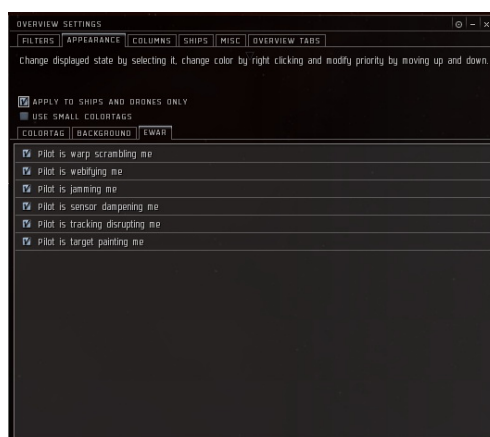 OVERVIEW SETTINGS
FILTERS APPEARANCE COLUMNS SHIPS MISC OVERVIEW TABS
Change displayed state by selecting it, change color by right clicking and modify priority by moving up and down.
APPLY TO SHIPS AND DRONES ONLY
USE SMALL COLORTAGS
COLORTAG BACKGROUND EWAR
Pilot is warp scrambling me
Pilot is webifying me
Pilot is jamming me
Pilot is sensor dampening me
Pilot is tracking disrupting me
Pilot is target painting me